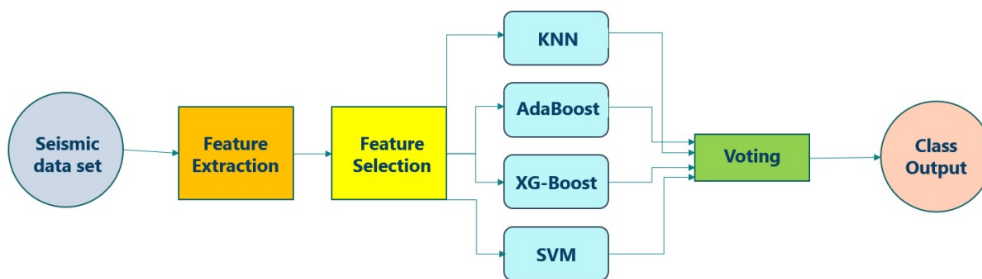 Seismic
data set
Feature
Extraction
Feature
Selection
KNN
AdaBoost
XG-Boost
SVM
Voting
Class
Output